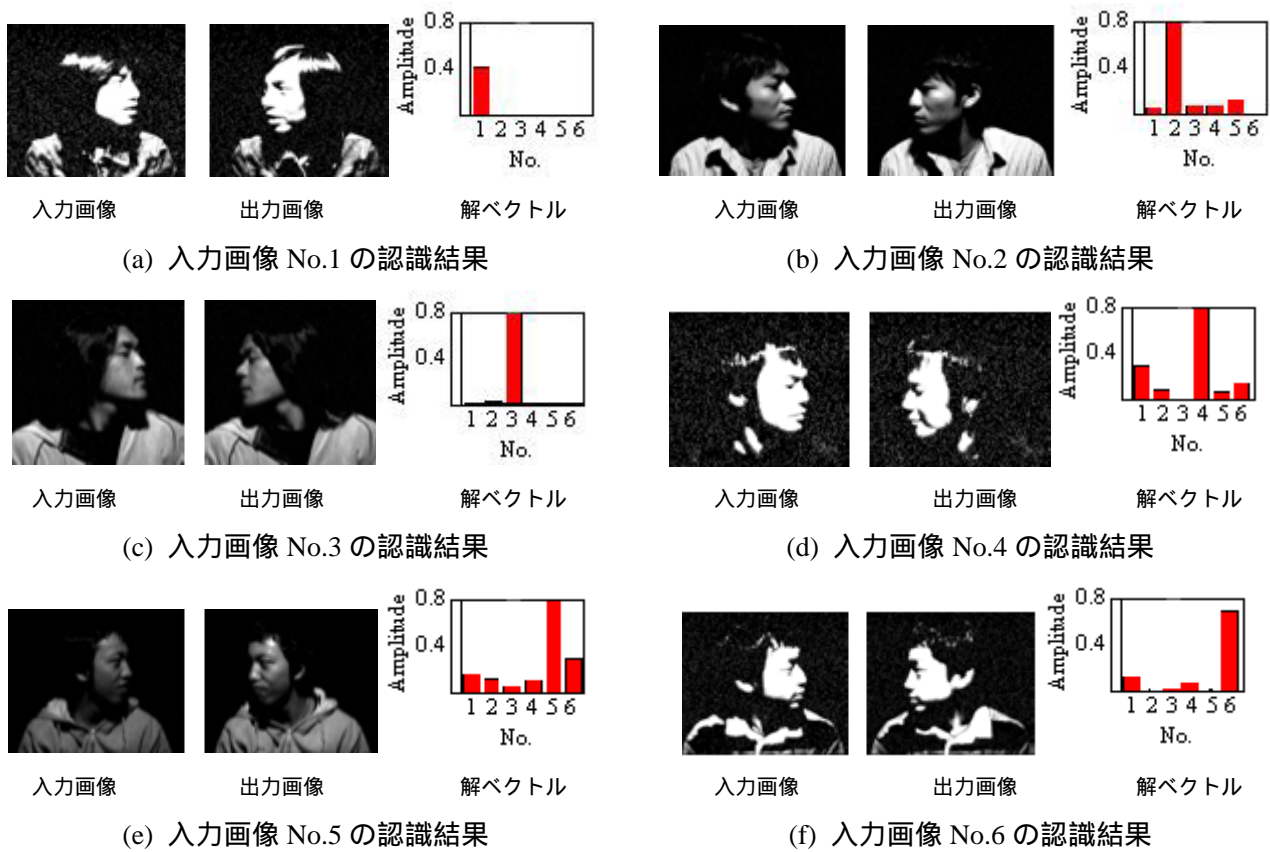 0.8
0.4
Amplitude
1 2 3 4 5 6
No.
入力画像 出力画像 解ベクトル
(a) 入力画像 No.1 の認識結果
0.8
0.4
Amplitude
1 2 3 4 5 6
No.
入力画像 出力画像 解ベクトル
(b) 入力画像 No.2 の認識結果
0.8
0.4
Amplitude
1 2 3 4 5 6
No.
入力画像 出力画像 解ベクトル
(c) 入力画像 No.3 の認識結果
0.8
0.4
Amplitude
1 2 3 4 5 6
No.
入力画像 出力画像 解ベクトル
(d) 入力画像 No.4 の認識結果
0.8
0.4
Amplitude
1 2 3 4 5 6
No.
入力画像 出力画像 解ベクトル
(e) 入力画像 No.5 の認識結果
0.8
0.4
Amplitude
1 2 3 4 5 6
No.
入力画像 出力画像 解ベクトル
(f) 入力画像 No.6 の認識結果